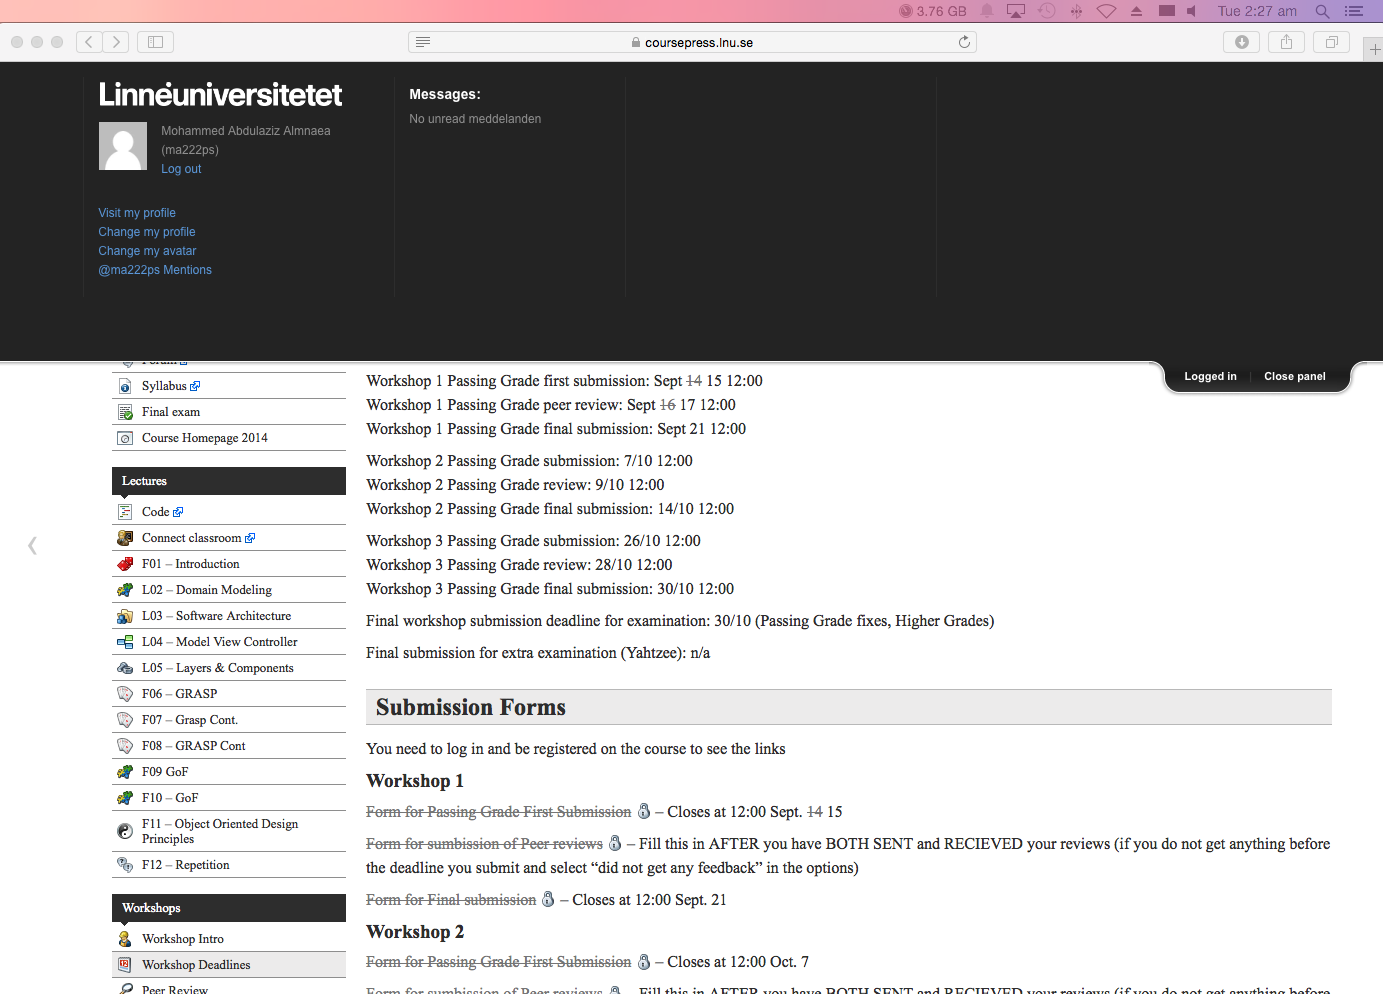 3.76 GB
Tue 2:27 am
coursepress.lnu.se
Linnéuniversitetet
Mohammed Abdulaziz Almnaea
(ma222ps)
Log out
Visit my profile
Change my profile
Change my avatar
@ma222ps Mentions
Messages:
No unread meddelanden
Logged in
Close panel
Forum
Syllabus
Final exam
Course Homepage 2014
Lectures
Code
Connect classroom
F01 – Introduction
L02 – Domain Modeling
L03 – Software Architecture
L04 – Model View Controller
L05 – Layers & Components
F06 – GRASP
F07 – Grasp Cont.
F08 – GRASP Cont
F09 GoF
F10 – GoF
F11 – Object Oriented Design
Principles
F12 – Repetition
Workshops
Workshop Intro
Workshop Deadlines
Peer Review
Workshop 1 Passing Grade first submission: Sept 14 15 12:00
Workshop 1 Passing Grade peer review: Sept 16 17 12:00
Workshop 1 Passing Grade final submission: Sept 21 12:00
Workshop 2 Passing Grade submission: 7/10 12:00
Workshop 2 Passing Grade review: 9/10 12:00
Workshop 2 Passing Grade final submission: 14/10 12:00
Workshop 3 Passing Grade submission: 26/10 12:00
Workshop 3 Passing Grade review: 28/10 12:00
Workshop 3 Passing Grade final submission: 30/10 12:00
Final workshop submission deadline for examination: 30/10 (Passing Grade fixes, Higher Grades)
Final submission for extra examination (Yahtzee): n/a
Submission Forms
You need to log in and be registered on the course to see the links
Workshop 1
Form for Passing Grade First Submission – Closes at 12:00 Sept. 14 15
Form for sumbission of Peer reviews – Fill this in AFTER you have BOTH SENT and RECIEVED your reviews (if you do not get anything before
the deadline you submit and select “did not get any feedback” in the options)
Form for Final submission – Closes at 12:00 Sept. 21
Workshop 2
Form for Passing Grade First Submission – Closes at 12:00 Oct. 7
Form for sumbission of Peer reviews – Fill this in AFTER you have BOTH SENT and RECIEVED your reviews (if you do not get anything before